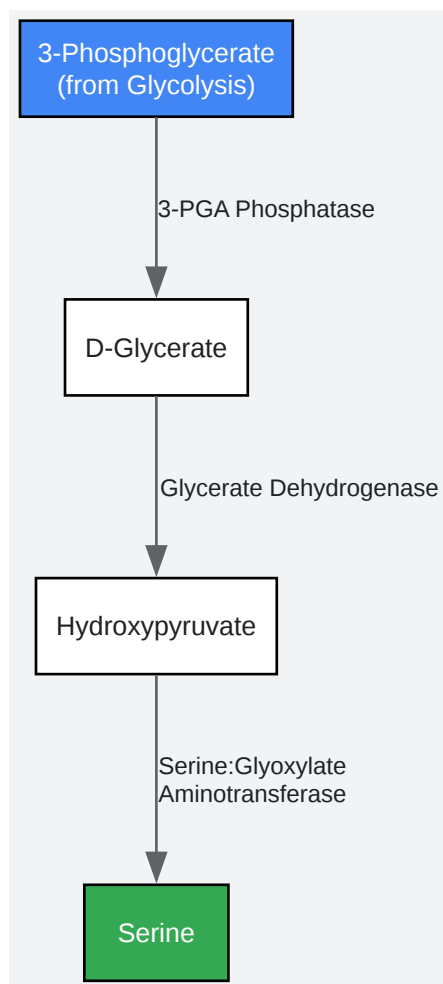 3-Phosphoglycerate
(from Glycolysis)
3-PGA Phosphatase
D-Glycerate
Glycerate Dehydrogenase
Hydroxypyruvate
Serine:Glyoxylate
Aminotransferase
Serine